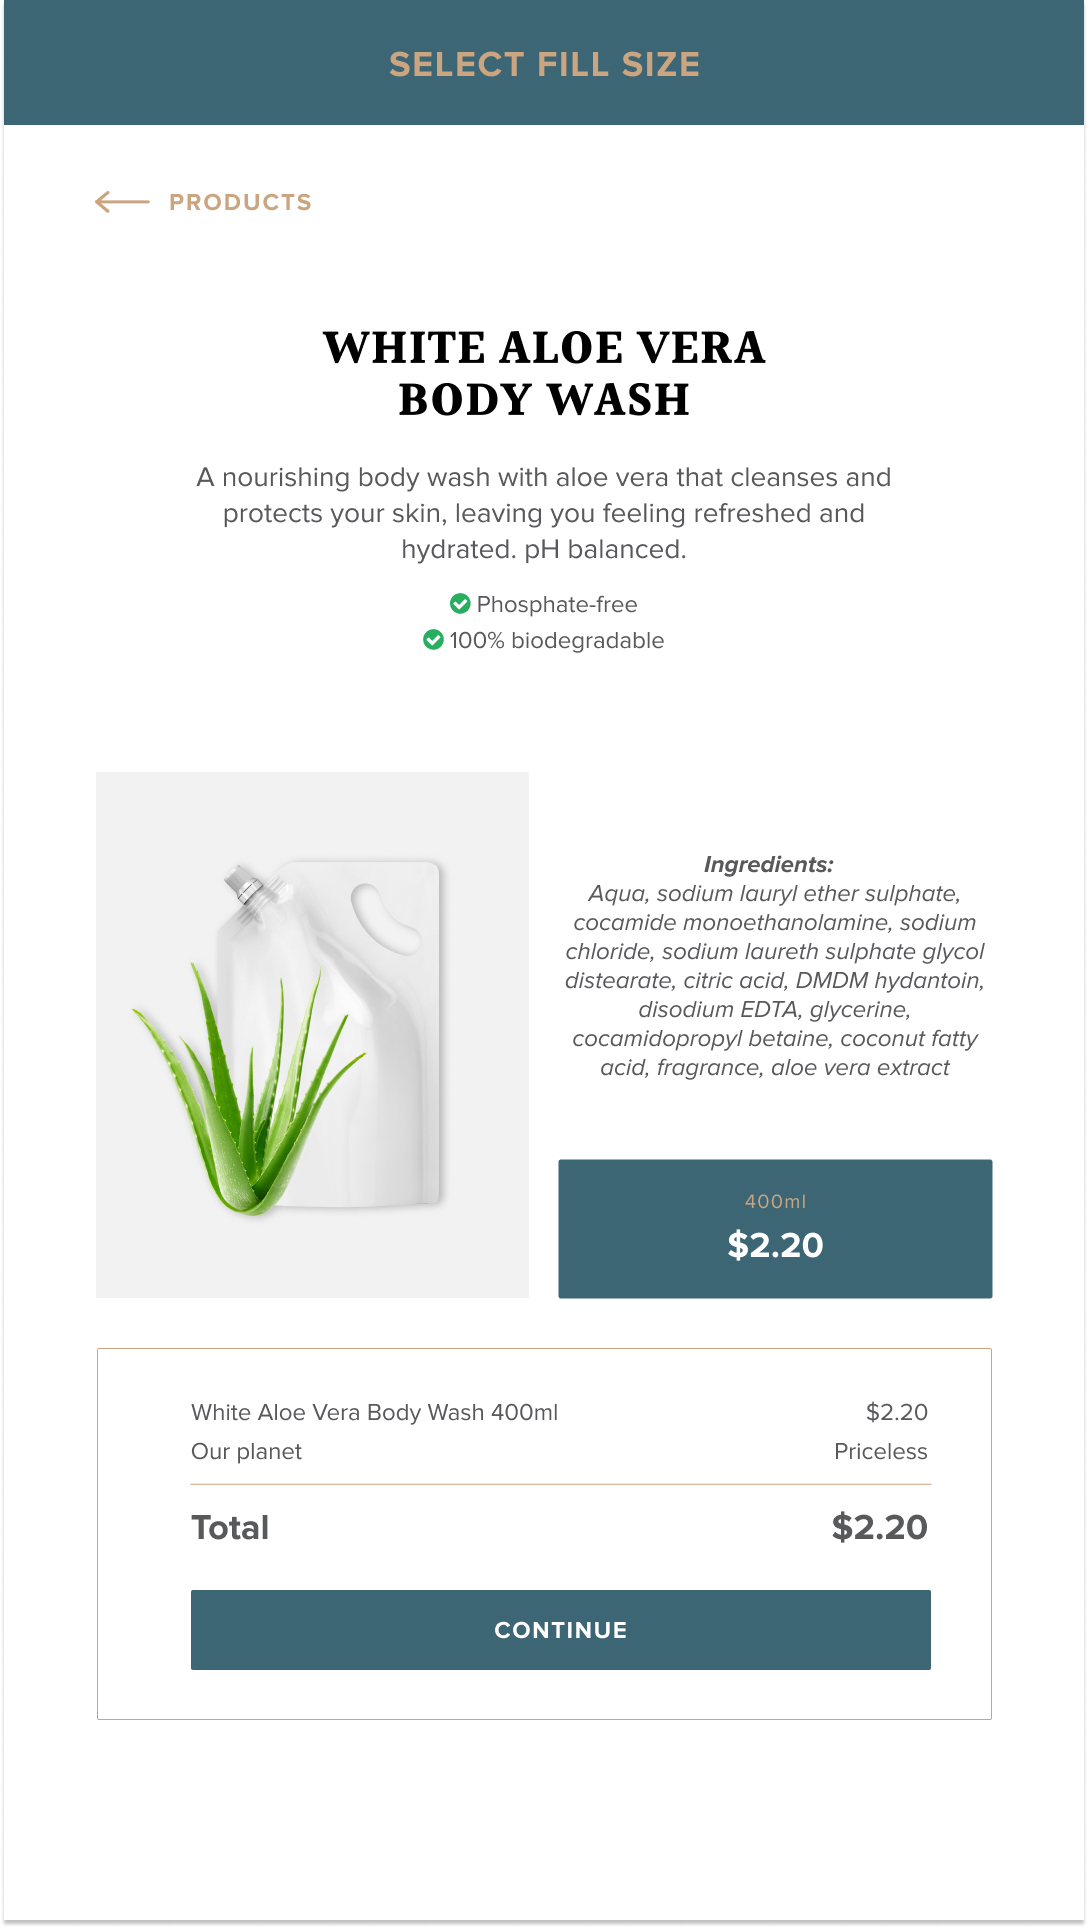 SELECT FILL SIZE
PRODUCTS
WHITE ALOE VERA
BODY WASH
A nourishing body wash with aloe vera that cleanses and
protects your skin, leaving you feeling refreshed and
hydrated. pH balanced.
Phosphate-free
100% biodegradable
Ingredients:
Aqua, sodium lauryl ether sulphate,
cocamide monoethanolamine, sodium
chloride, sodium laureth sulphate glycol
distearate, citric acid, DMDM hydantoin,
disodium EDTA, glycerine,
cocamidopropyl betaine, coconut fatty
acid, fragrance, aloe vera extract
400ml
$2.20
White Aloe Vera Body Wash 400ml $2.20
Our planet Priceless
Total $2.20
CONTINUE